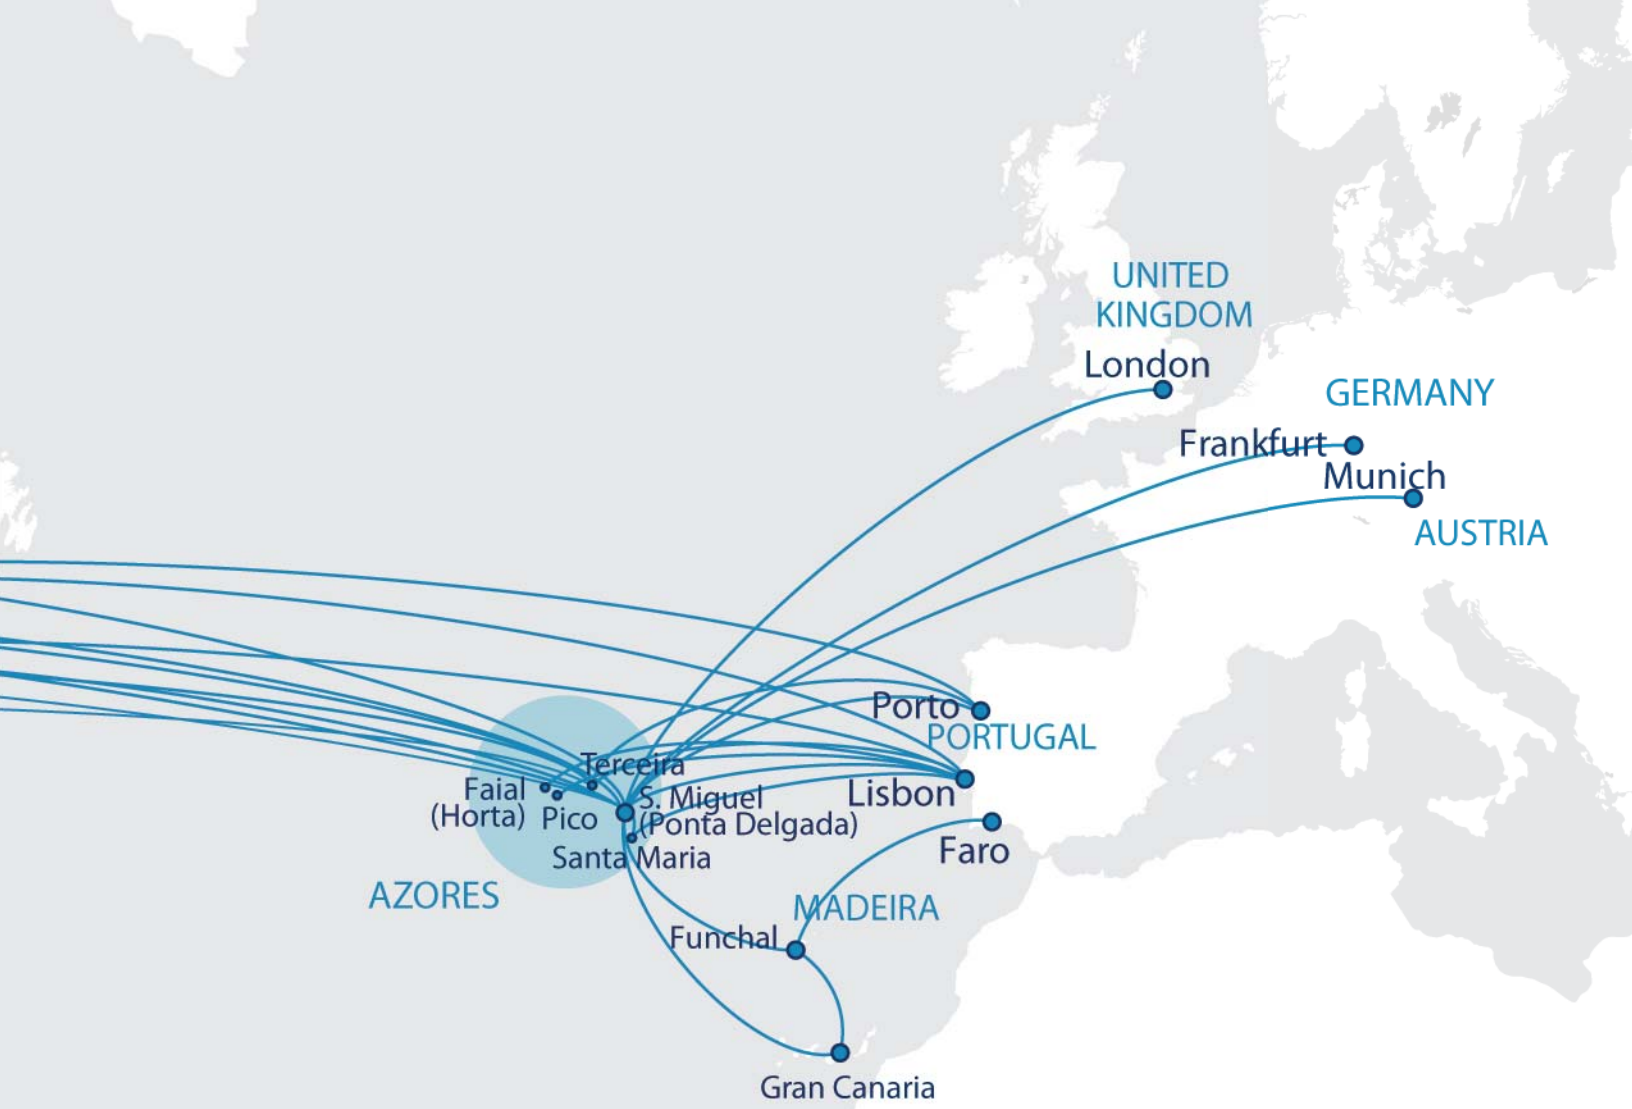 UNITED
KINGDOM
London
GERMANY
Frankfurt
Munich
AUSTRIA
Porto
PORTUGAL
Terceira
Faial
(Horta)
Pico
S. Miguel
(Ponta Delgada)
Lisbon
Santa Maria
Faro
AZORES
MADEIRA
Funchal
Gran Canaria